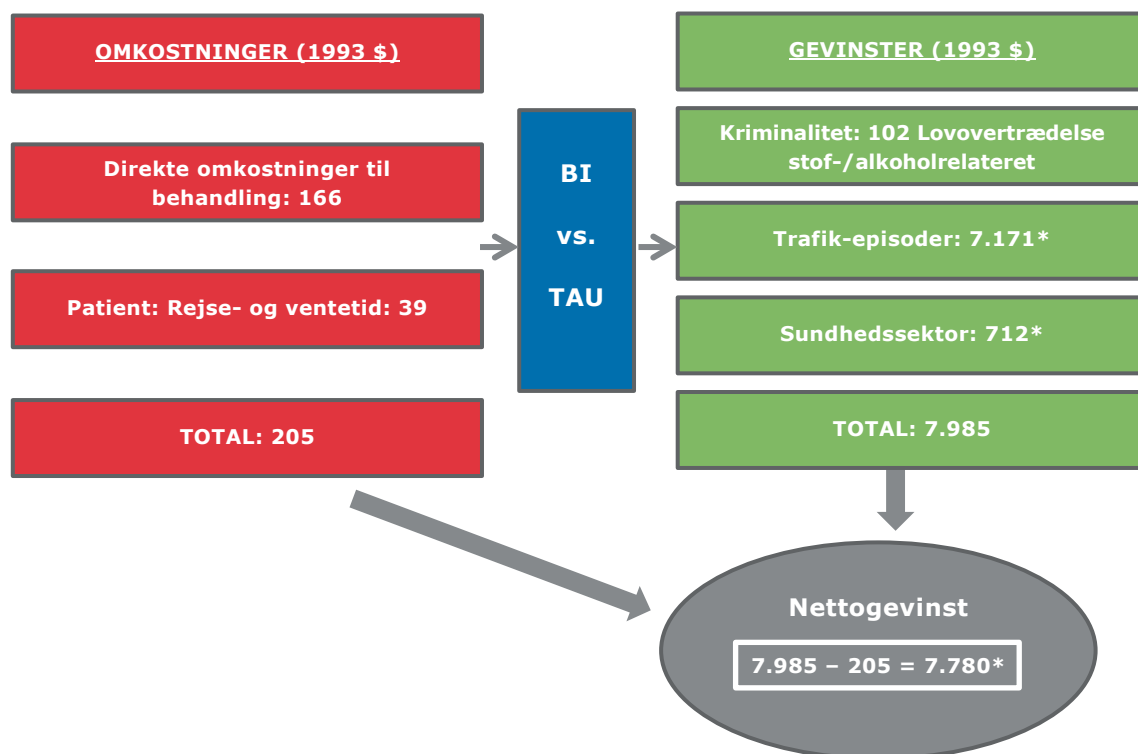 OMKOSTNINGER (1993 $)
Direkte omkostninger til
behandling: 166
Patient: Rejse- og ventetid: 39
TOTAL: 205
BI
vs.
TAU
GEVINSTER (1993 $)
Kriminalitet: 102 Lovovertrædelse
stof-/alkoholrelateret
Trafik-episoder: 7.171*
Sundhedssektor: 712*
TOTAL: 7.985
Nettogevinst
7.985 – 205 = 7.780*